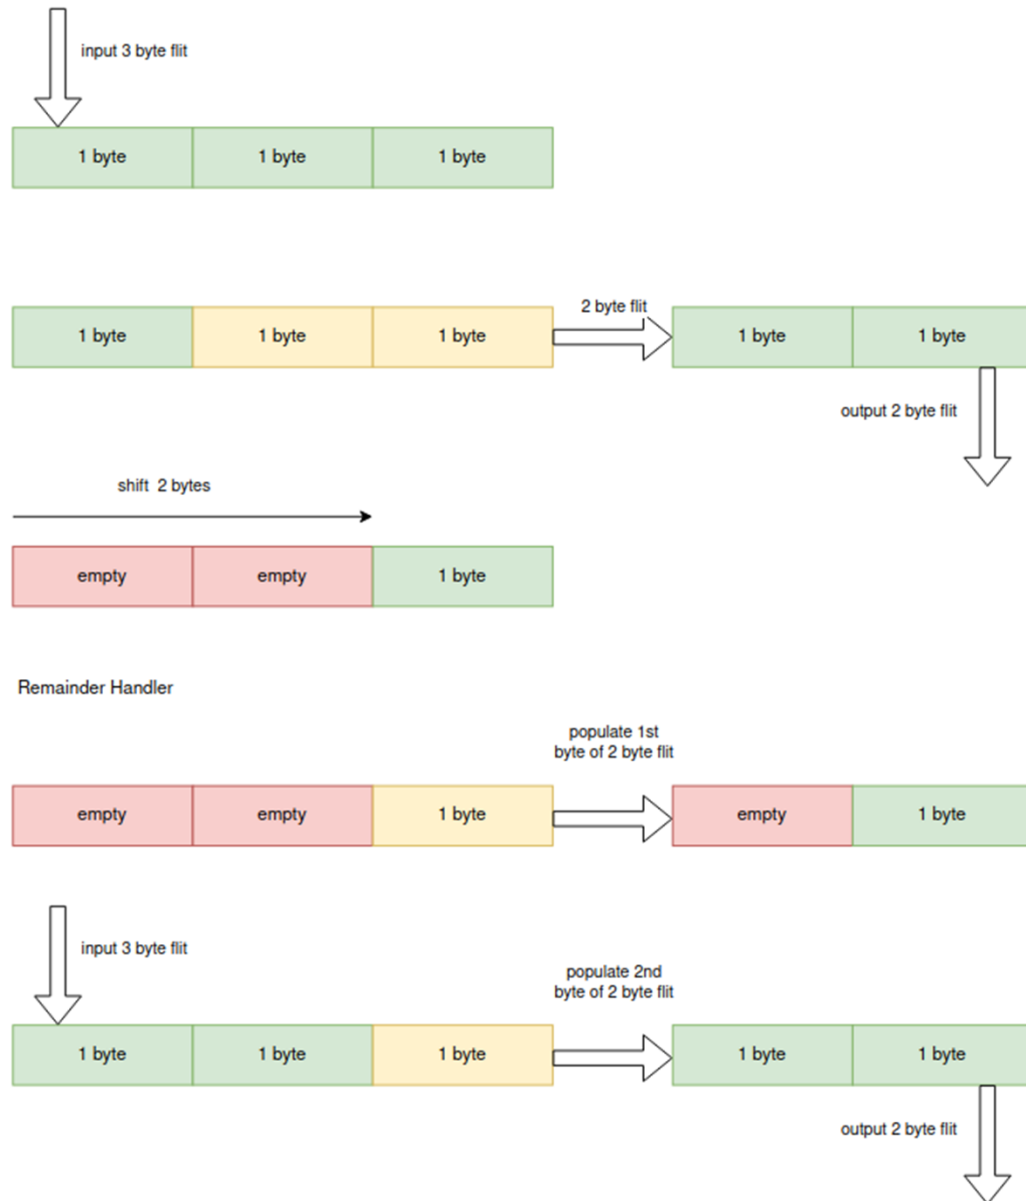 input 3 byte flit
1 byte
1 byte
1 byte
1 byte
1 byte
1 byte
2 byte flit
1 byte
1 byte
output 2 byte flit
shift 2 bytes
empty
empty
1 byte
Remainder Handler
populate 1st
byte of 2 byte flit
empty
empty
1 byte
empty
1 byte
input 3 byte flit
populate 2nd
byte of 2 byte flit
1 byte
1 byte
1 byte
1 byte
1 byte
output 2 byte flit